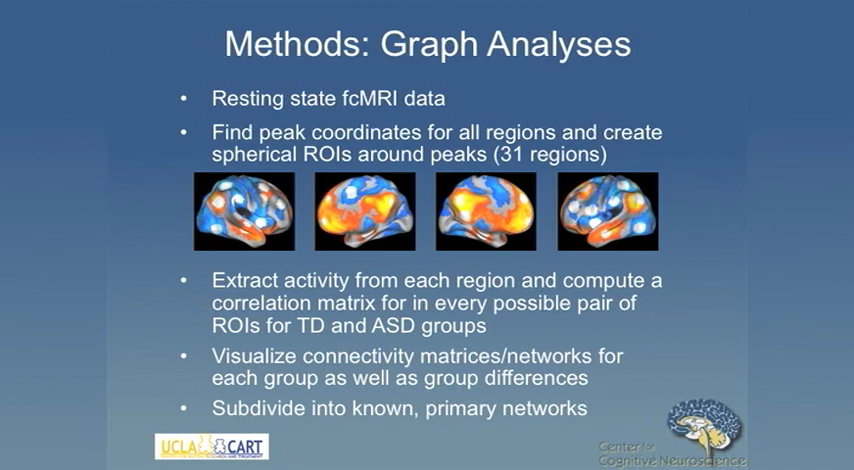 Methods: Graph Analyses
• Resting state fcMRI data
• Find peak coordinates for all regions and create
spherical ROIs around peaks (31 regions)
• Extract activity from each region and compute a
correlation matrix for in every possible pair of
ROIs for TD and ASD groups
• Visualize connectivity matrices/networks for
each group as well as group differences
• Subdivide into known, primary networks
UCLA CART
Center for
Cognitive Neuroscience